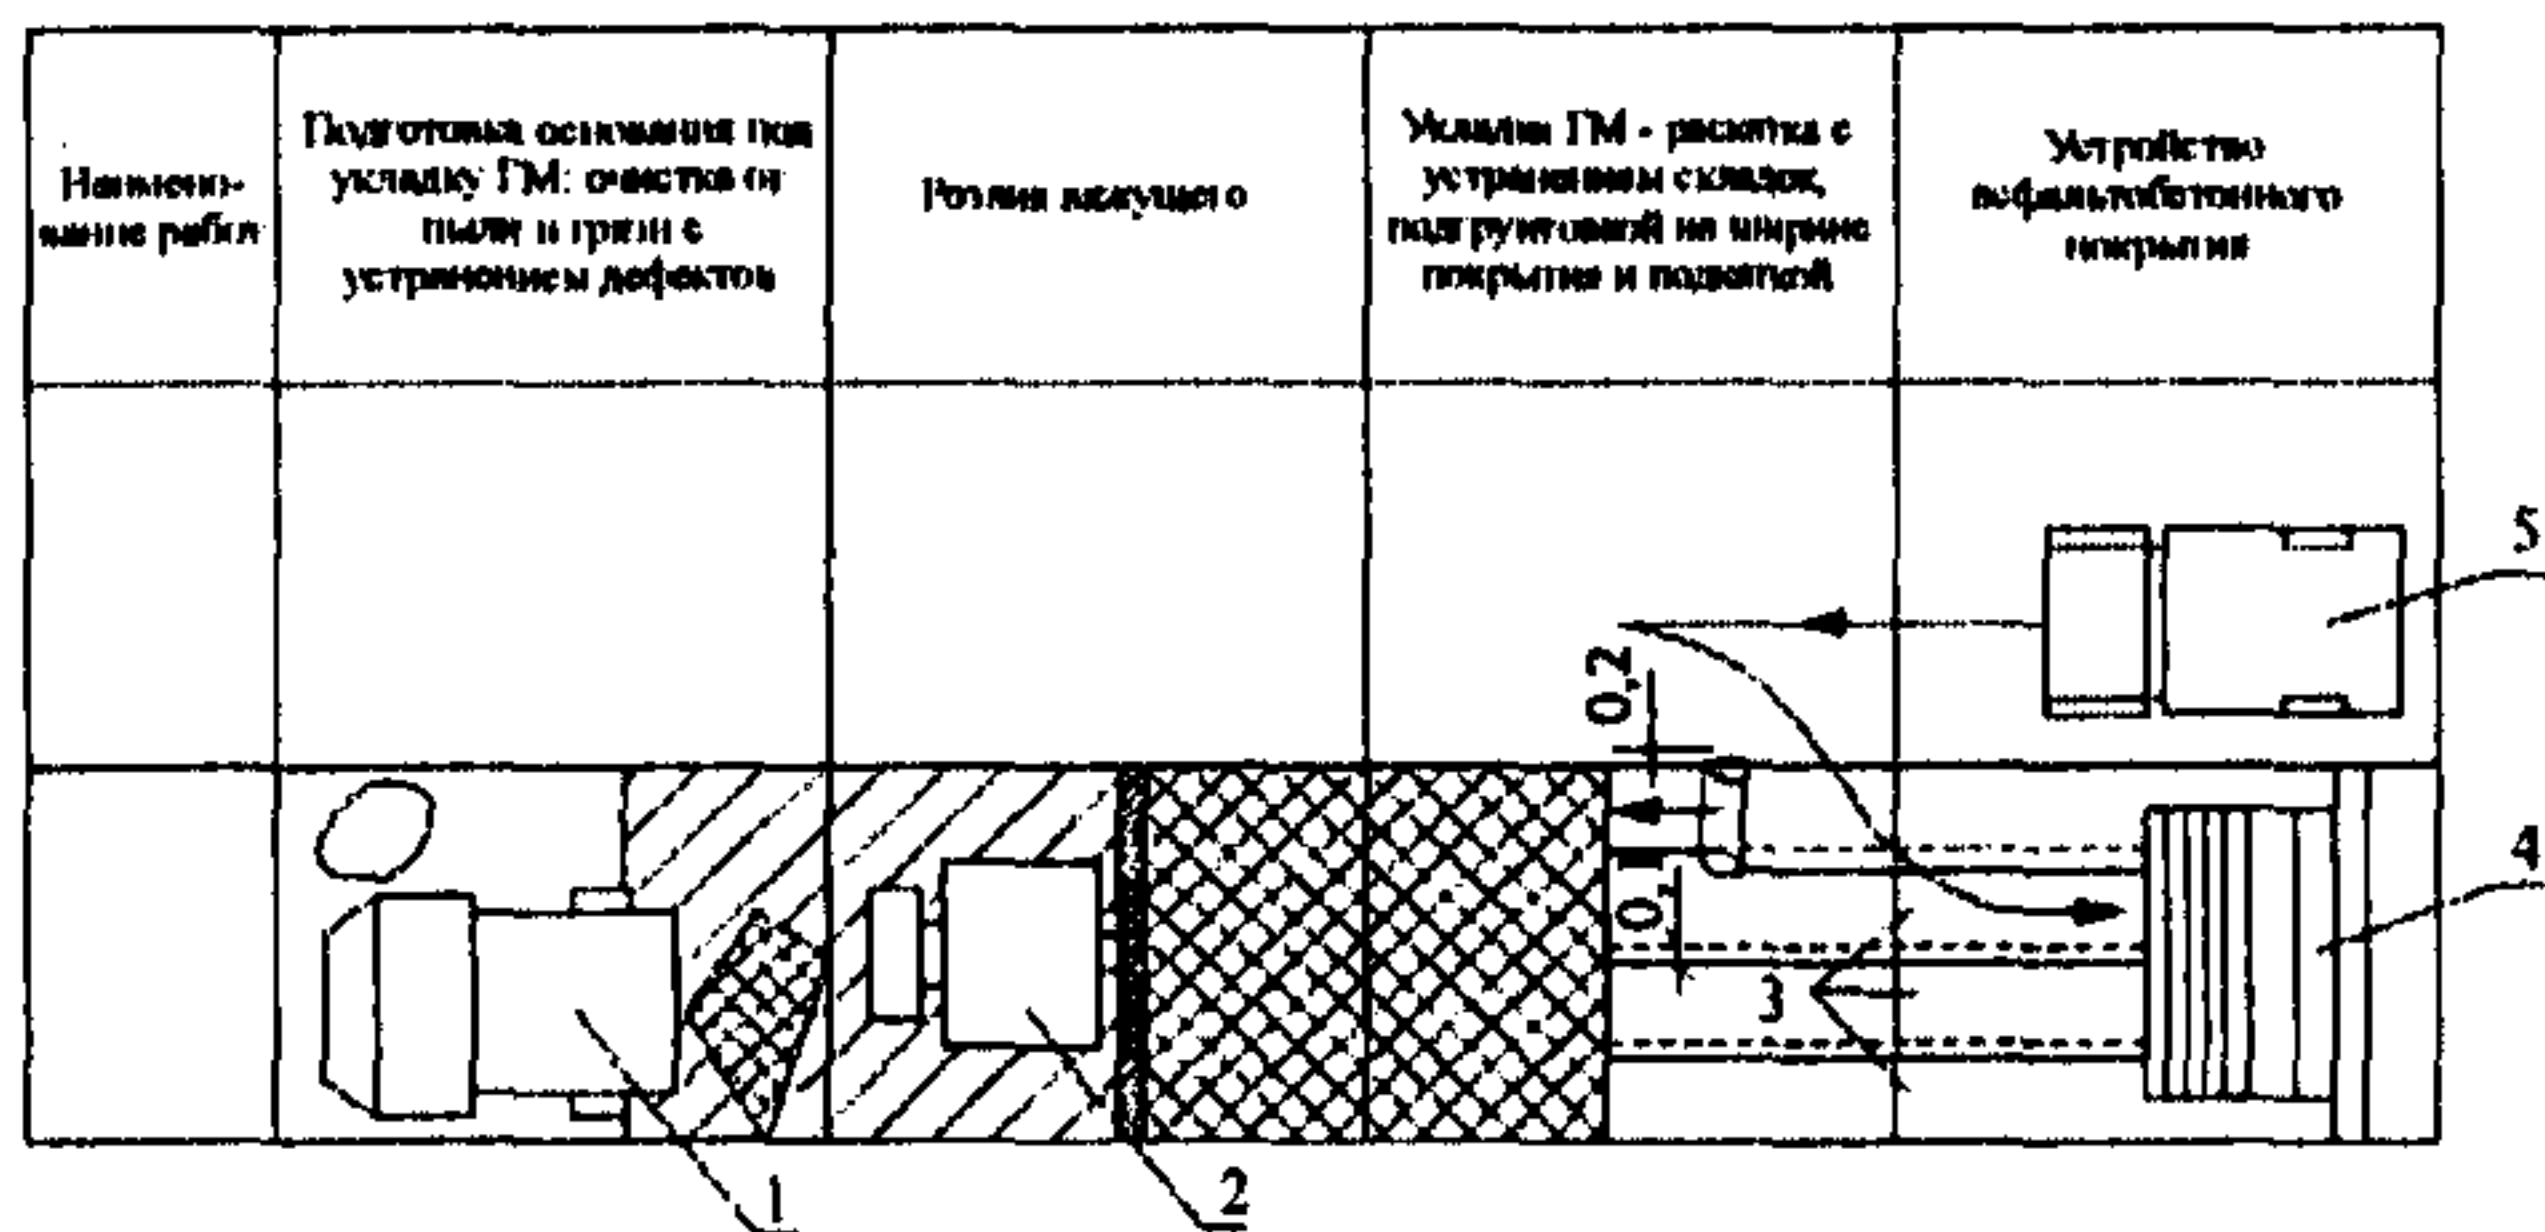 Наимено-
вание работ
Подготовка основания под
укладку ГМ: очистка от
пыли и грязи с
устранением дефектов
Розлив вяжущего
Укладка ГМ - раскатка с
устранением складок,
подгрунтовкой на ширине
покрытия и подкаткой
Устройство
асфальтобетонного
покрытия
5
0,2
4
0,1
3
1
2